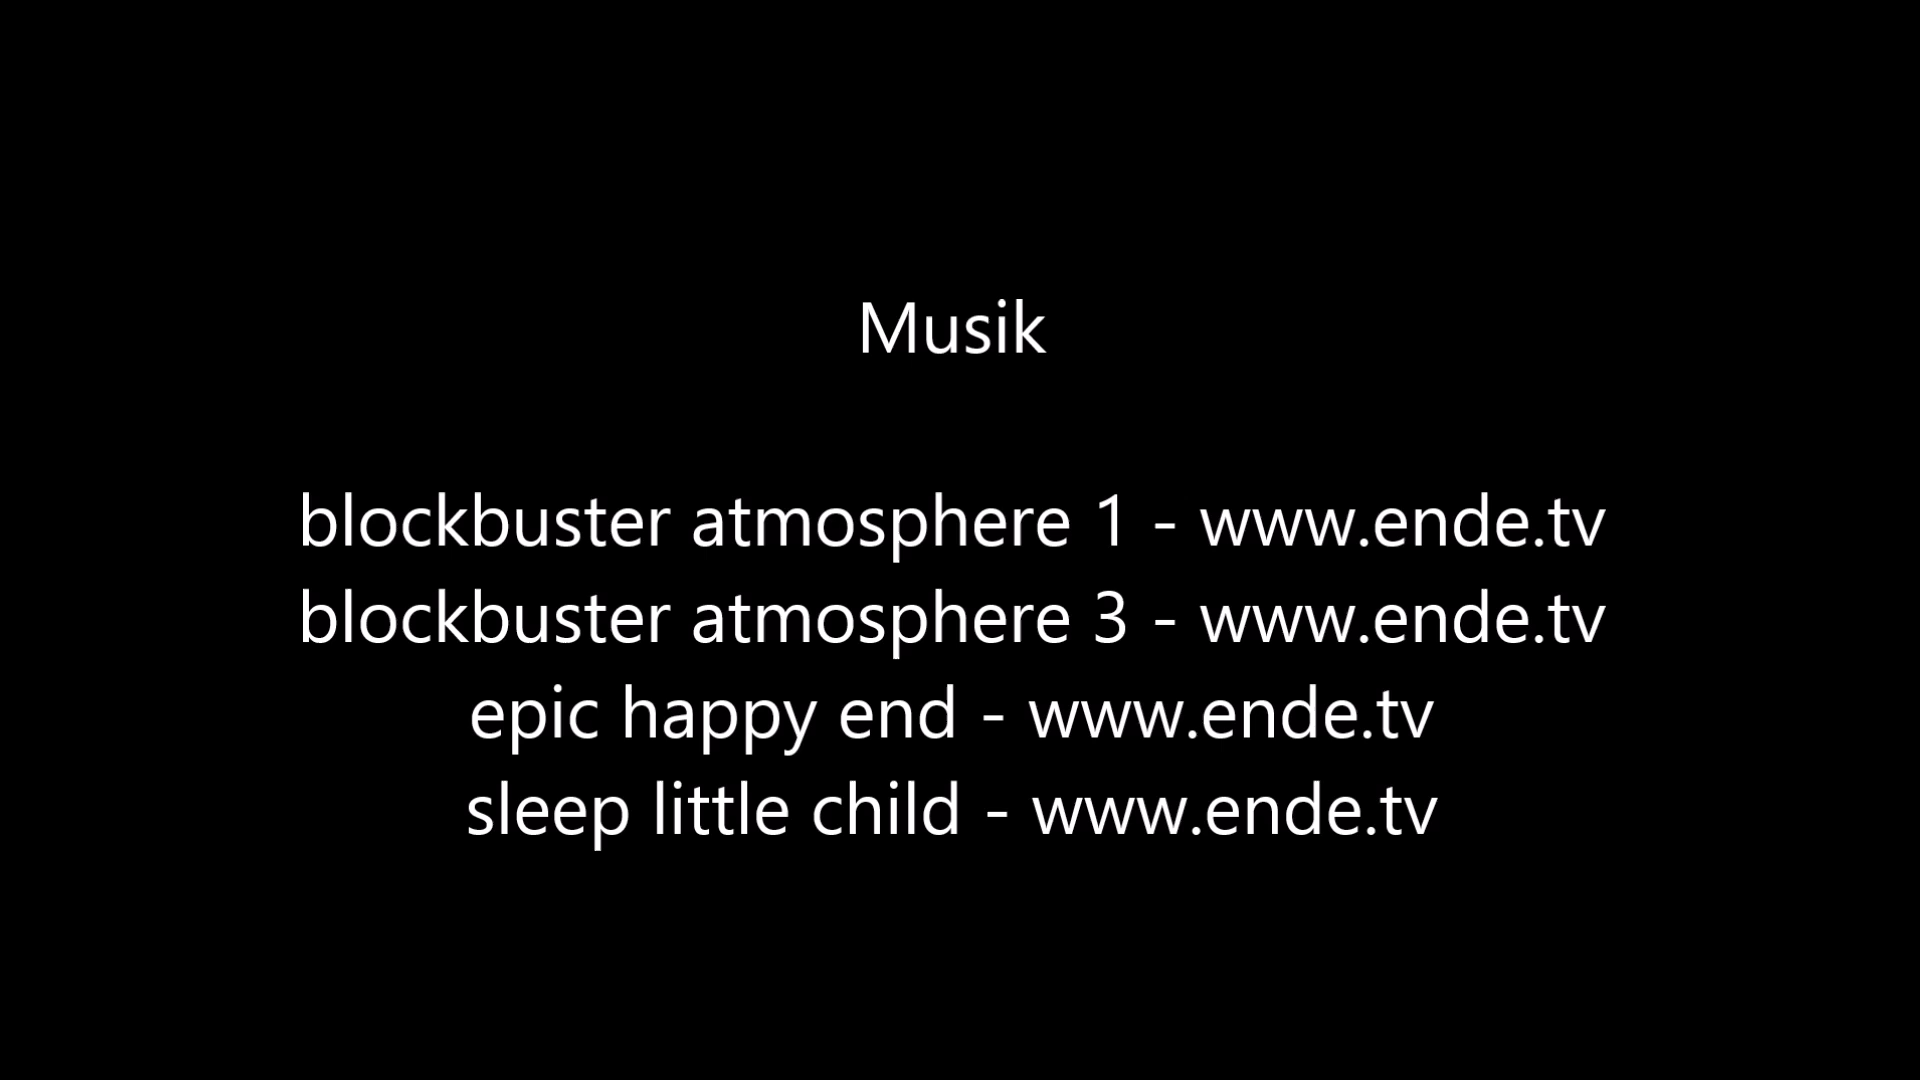 Musik
blockbuster atmosphere 1 - www.ende.tv
blockbuster atmosphere 3 - www.ende.tv
epic happy end - www.ende.tv
sleep little child - www.ende.tv